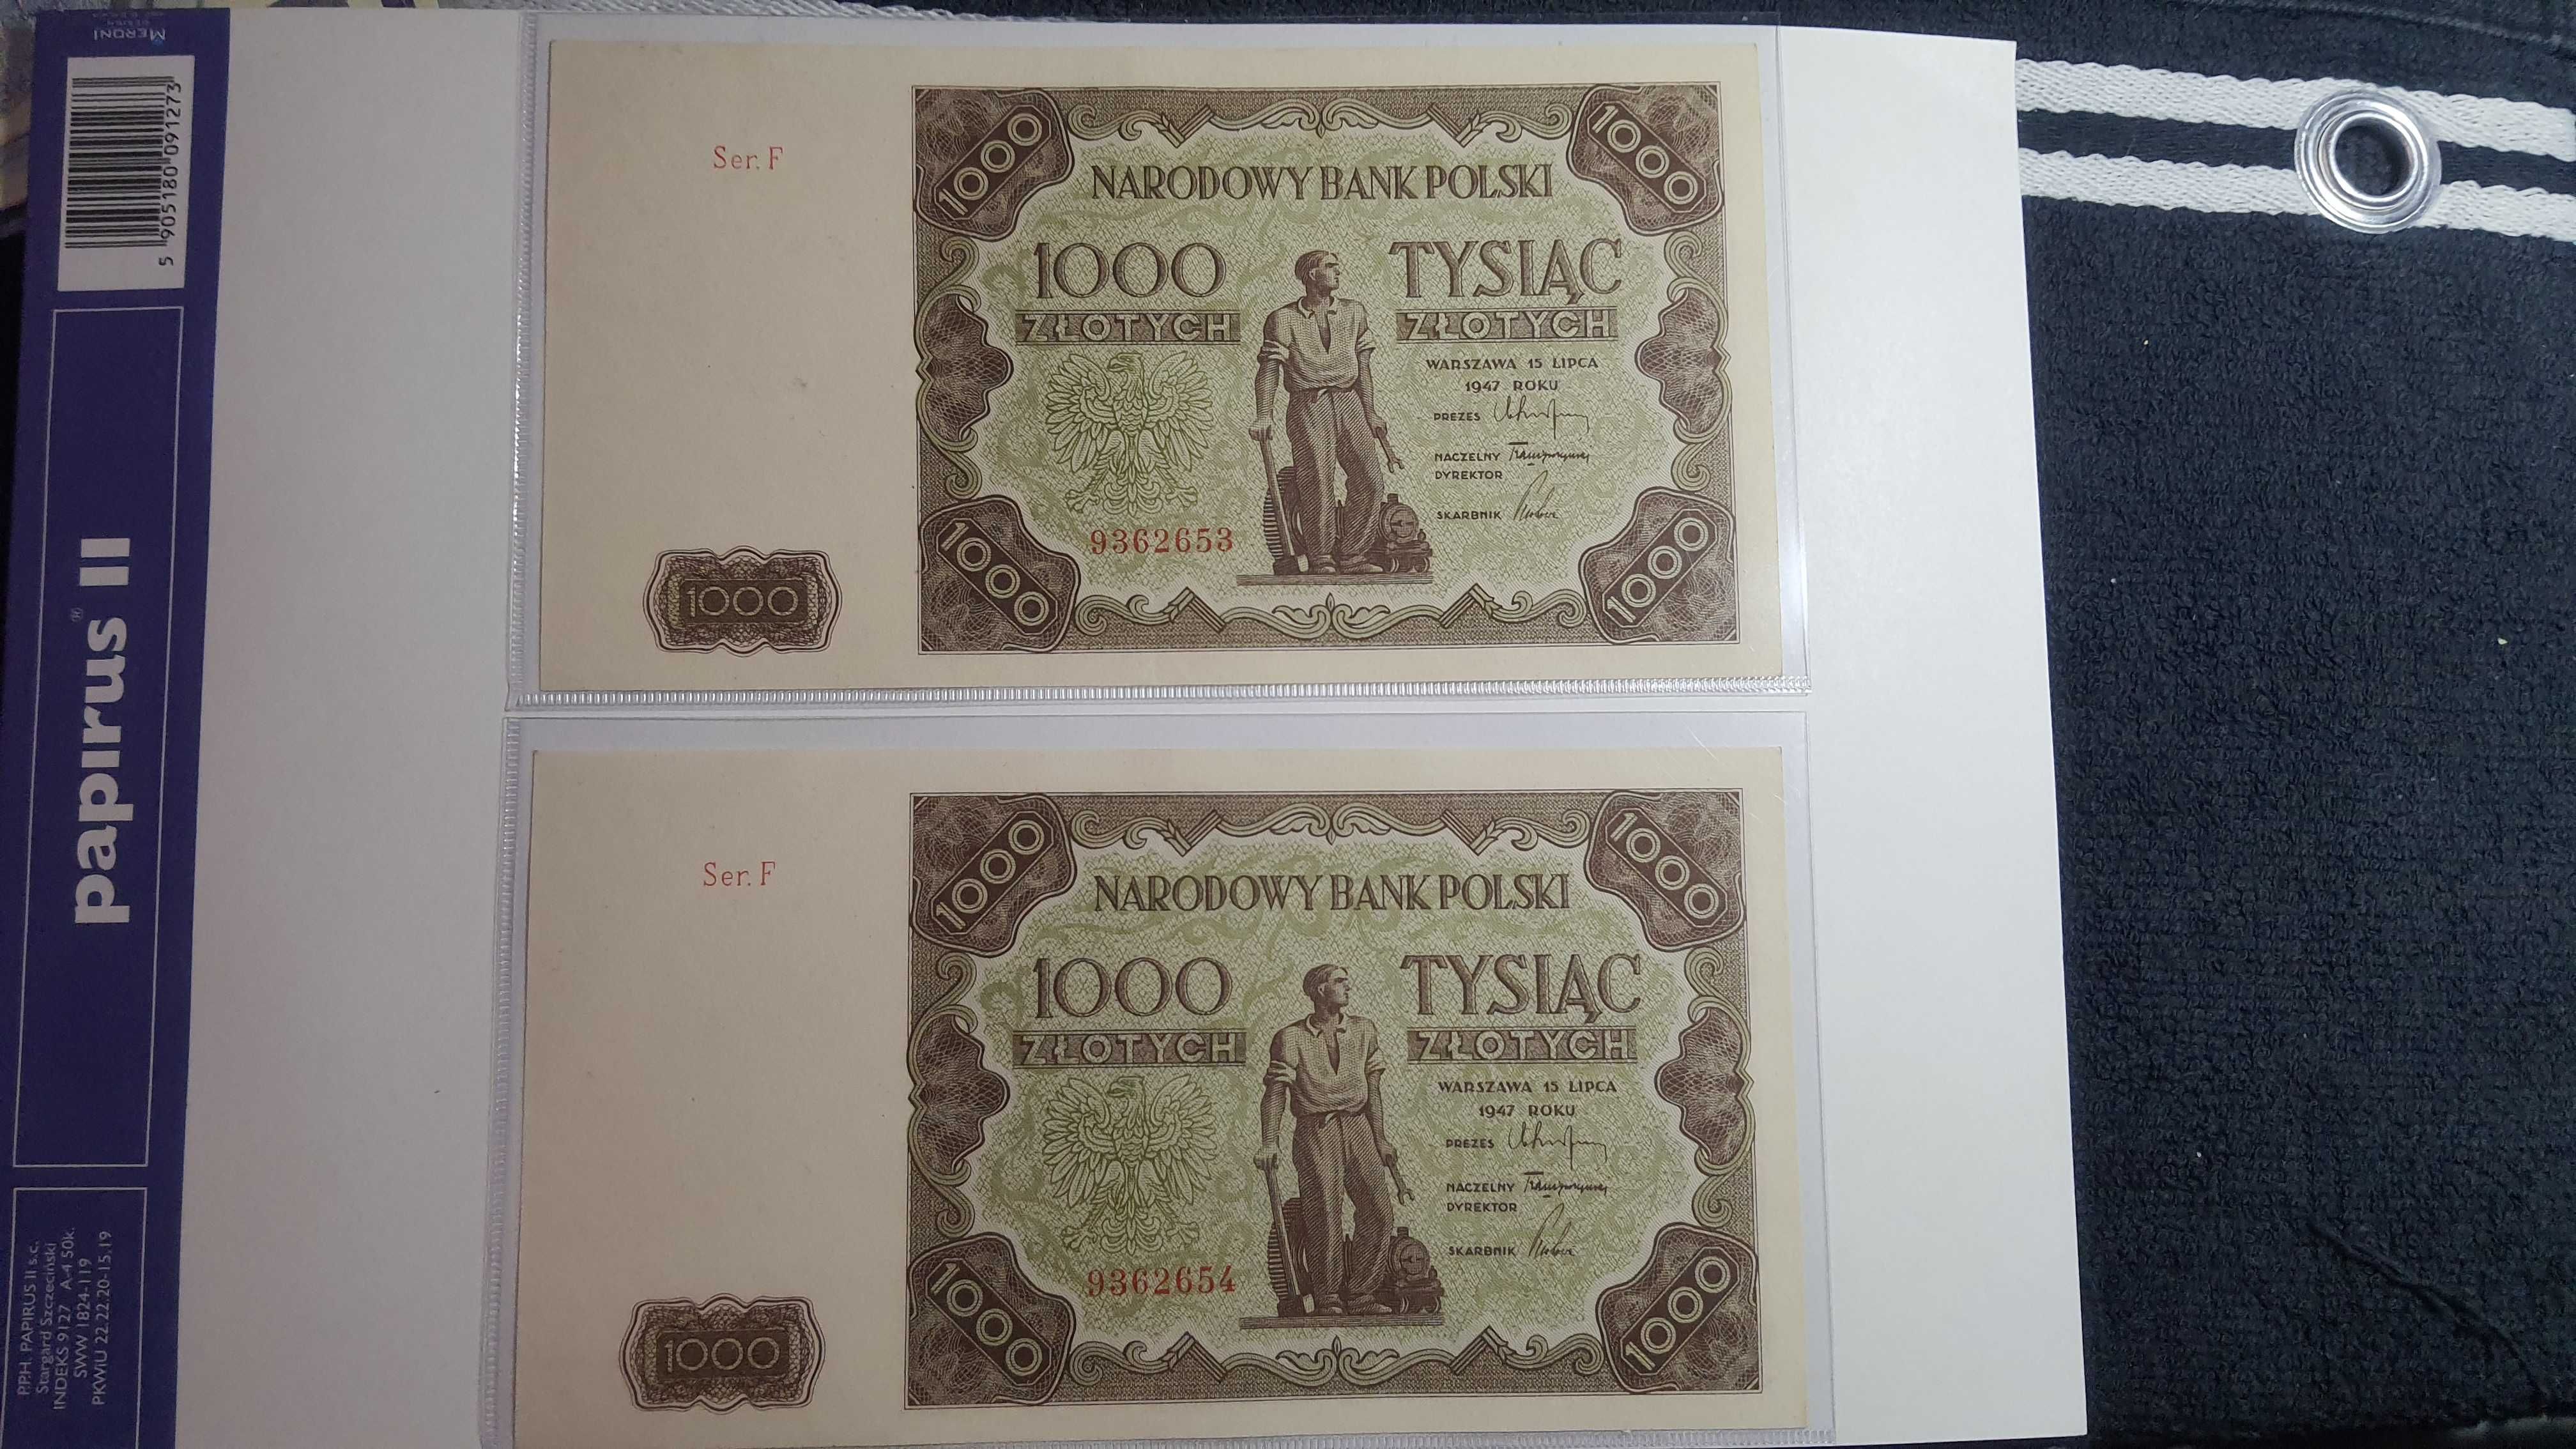 MERONI
5 905180 091273
papirus® II
P.P.H. PAPIRUS II s.c.
Stargard Szczeciński
INDEKS 9127 A-4 50k.
SWW 1824-119
PKWiU 22.22.20-15.19
Ser. F
1000
1000
NARODOWY BANK POLSKI
1000 TYSIĄC
ZŁOTYCH ZŁOTYCH
WARSZAWA 15 LIPCA
1947 ROKU
PREZES
NACZELNY
DYREKTOR
SKARBNIK
9362653
1000
1000
1000
Ser. F
1000
1000
NARODOWY BANK POLSKI
1000 TYSIĄC
ZŁOTYCH ZŁOTYCH
WARSZAWA 15 LIPCA
1947 ROKU
PREZES
NACZELNY
DYREKTOR
SKARBNIK
9362654
1000
1000
1000